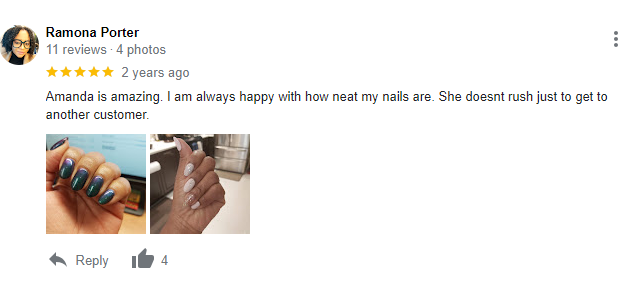 Ramona Porter
11 reviews · 4 photos
2 years ago
Amanda is amazing. I am always happy with how neat my nails are. She doesnt rush just to get to
another customer.
Reply
4